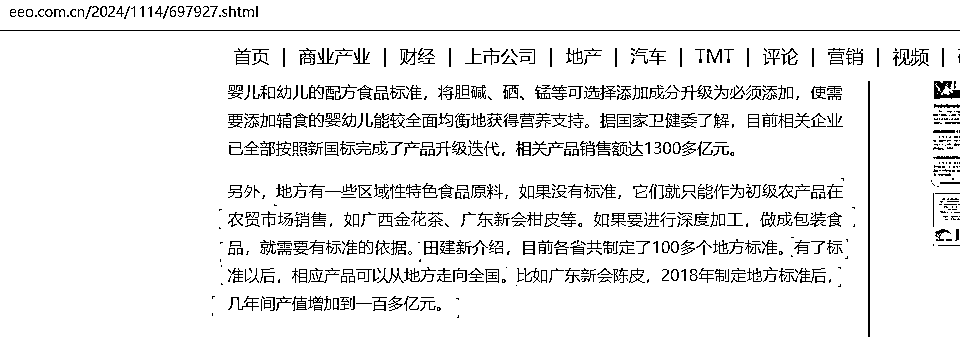 eeo.com.cn/2024/1114/697927.shtml
首页 | 商业产业 | 财经 | 上市公司 | 地产 | 汽车 | TMT | 评论 | 营销 | 视频 |
婴儿和幼儿的配方食品标准，将胆碱、硒、锰等可选择添加成分升级为必须添加，使需
要添加辅食的婴幼儿能较全面均衡地获得营养支持。据国家卫健委了解，目前相关企业
已全部按照新国标完成了产品升级迭代，相关产品销售额达1300多亿元。
另外，地方有一些区域性特色食品原料，如果没有标准，它们就只能作为初级农产品在
农贸市场销售，如广西金花茶、广东新会柑皮等。如果要进行深度加工，做成包装食
品，就需要有标准的依据。田建新介绍，目前各省共制定了100多个地方标准。有了标
准以后，相应产品可以从地方走向全国。比如广东新会陈皮，2018年制定地方标准后，
几年间产值增加到一百多亿元。